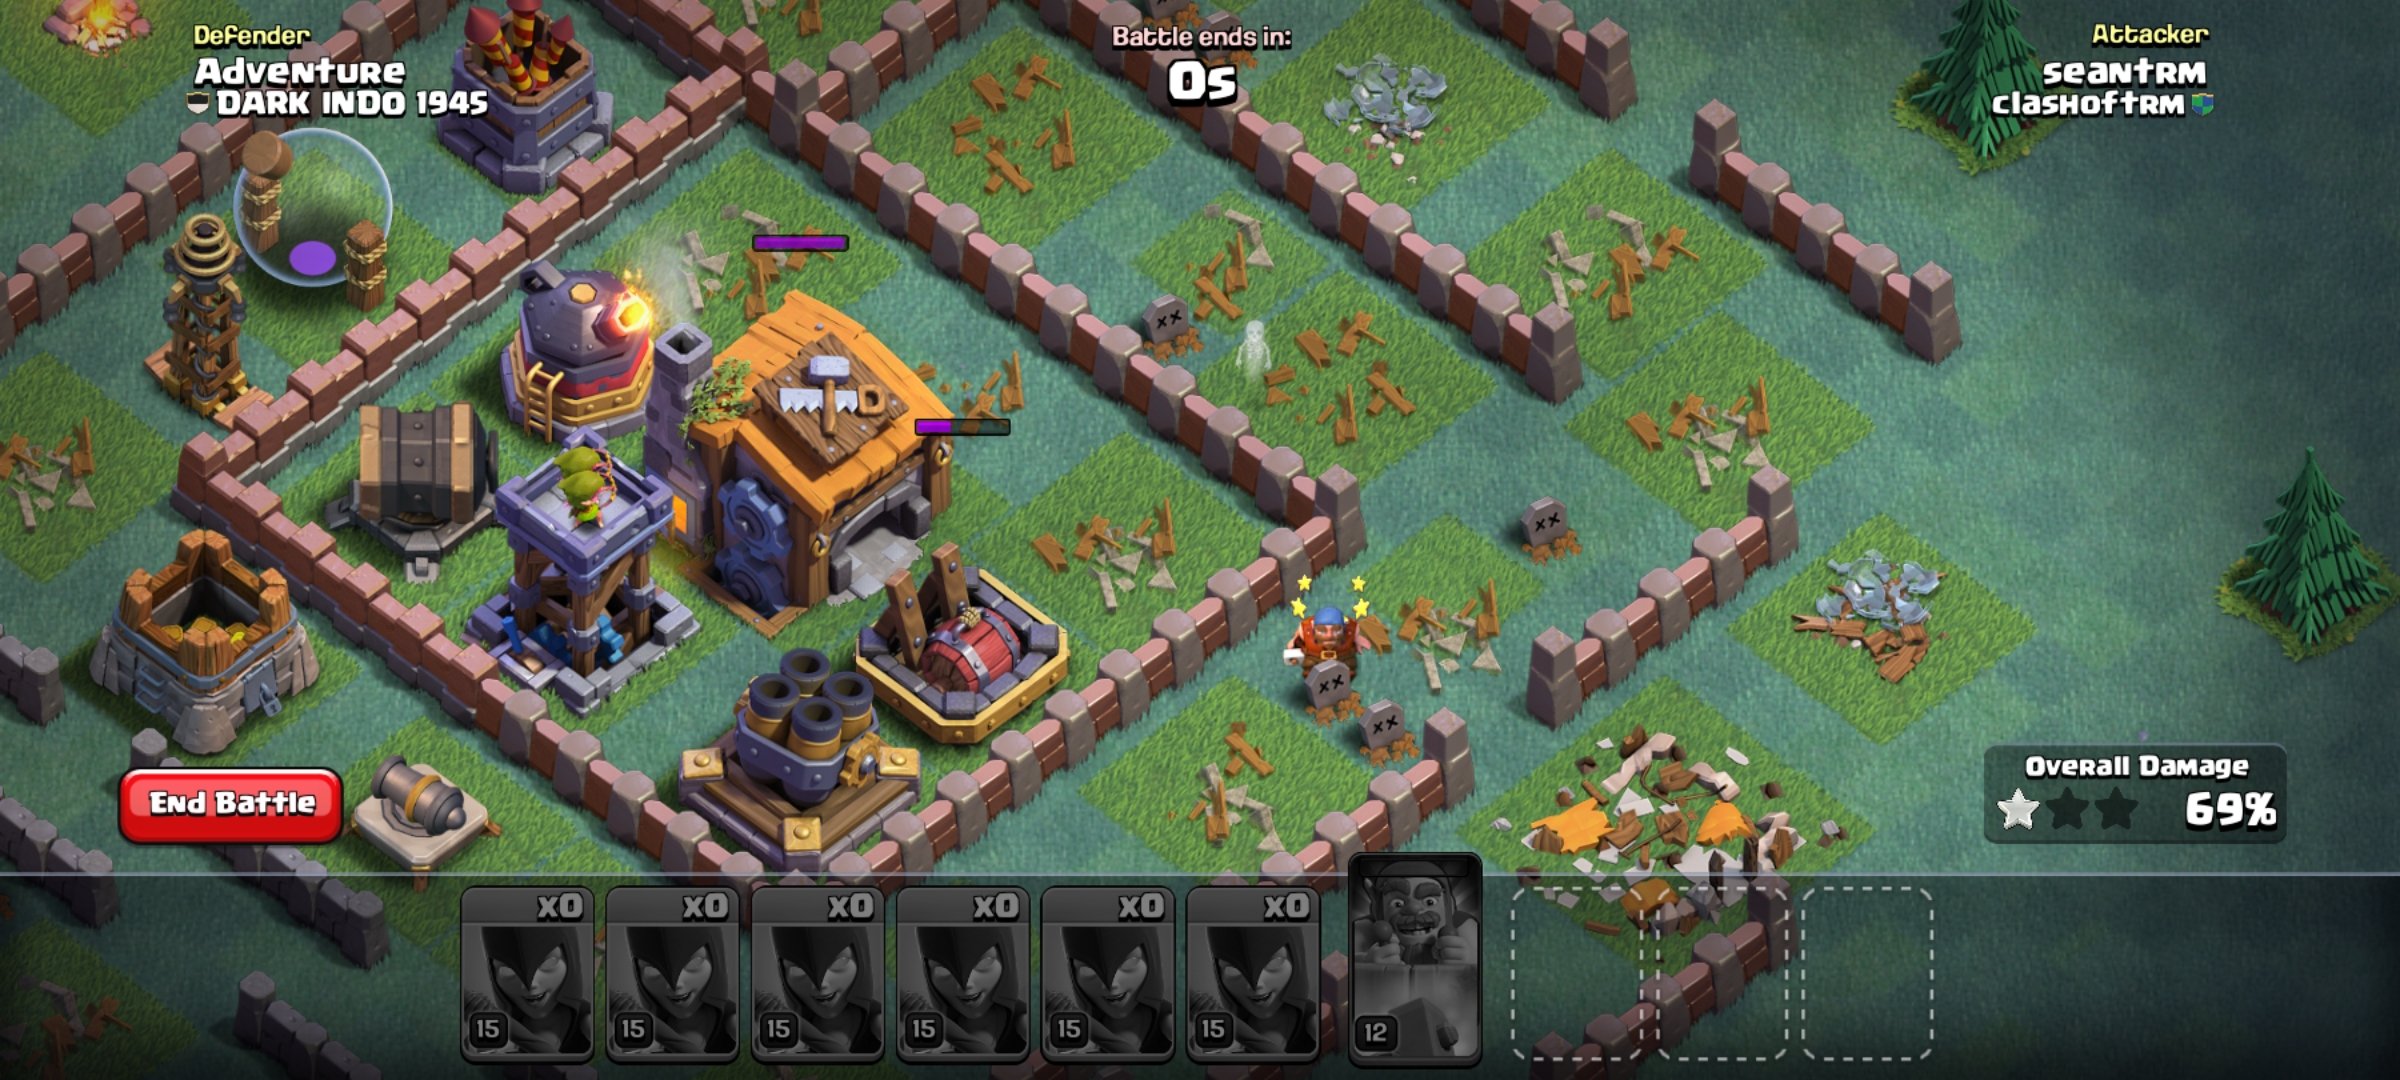 Defender
Adventure
DARK INDO 1945
Battle ends in:
0s
Attacker
seantRM
clashoftRM
End Battle
Overall Damage
69%
x0
x0
x0
x0
x0
x0
15
15
15
15
15
15
12